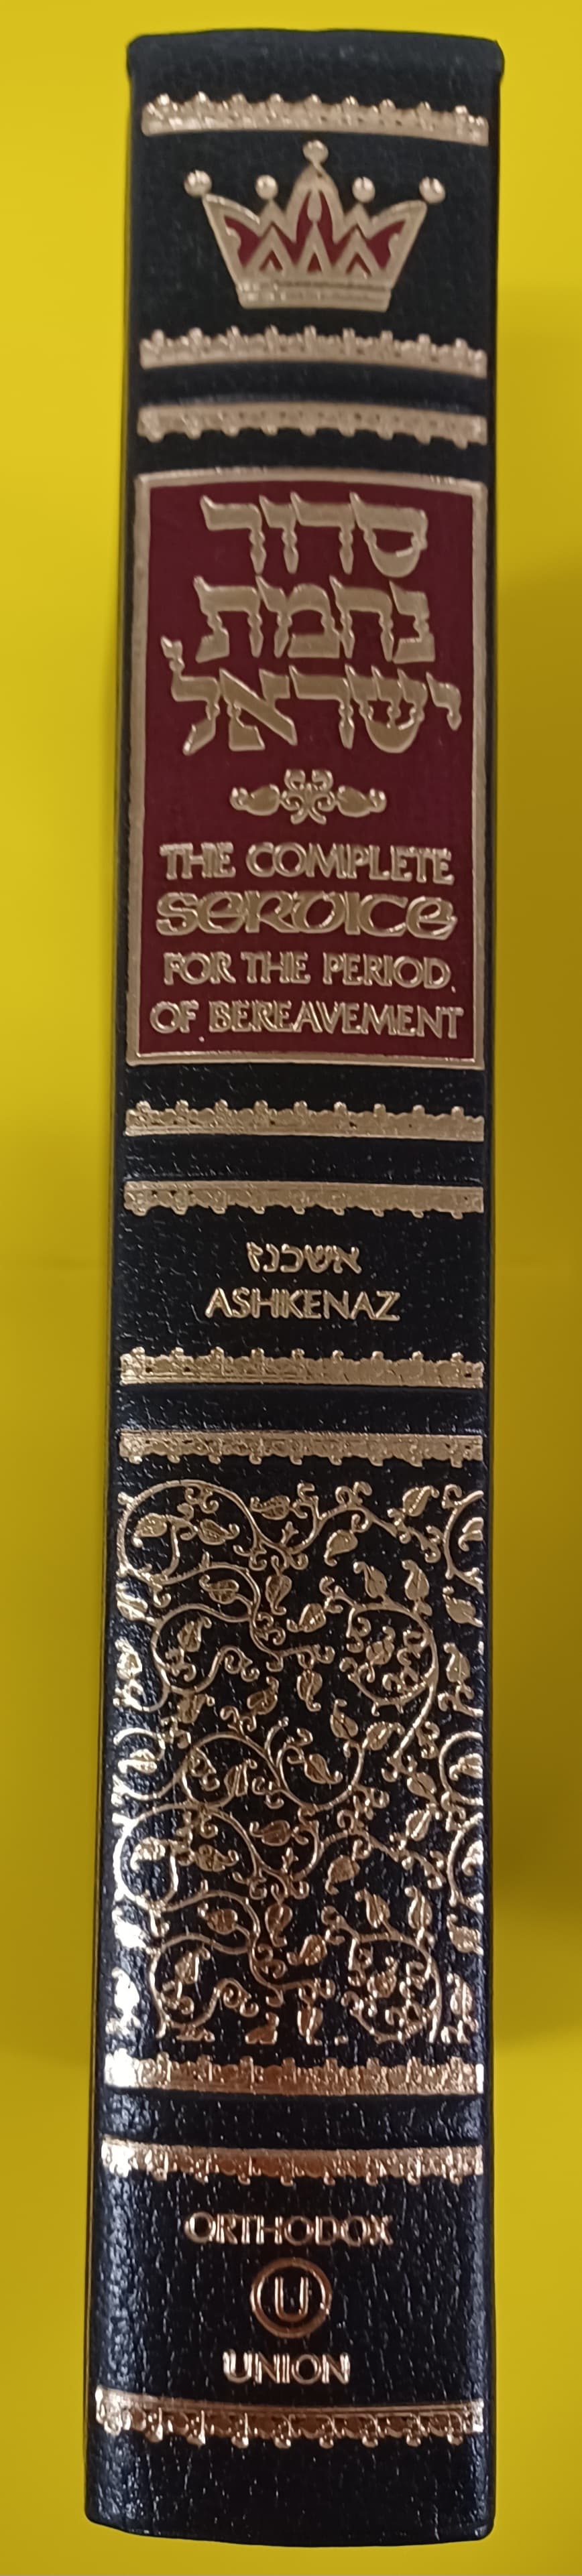 סדור
נחמת
ישראל
THE COMPLETE
SERVICE
FOR THE PERIOD
OF BEREAVEMENT
אשכנז
ASHKENAZ
ORTHODOX
U
UNION